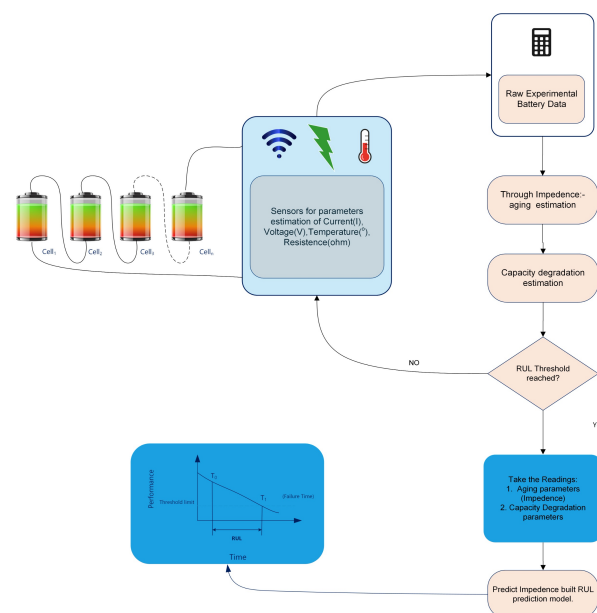 Raw Experimental
Battery Data
Sensors for parameters
estimation of Current(I),
Voltage(V),Temperature(⁰),
Resistence(ohm)
Cell₁
Cell₂
Cell₃
Cellₙ
Through Impedence:-
aging estimation
Capacity degradation
estimation
RUL Threshold
reached?
NO
Y
Take the Readings:
1. Aging parameters
(Impedence)
2. Capacity Degradation
parameters
Predict Impedence built RUL
prediction model.
Performance
Threshold limit
T₀
T₁
(Failure Time)
RUL
Time